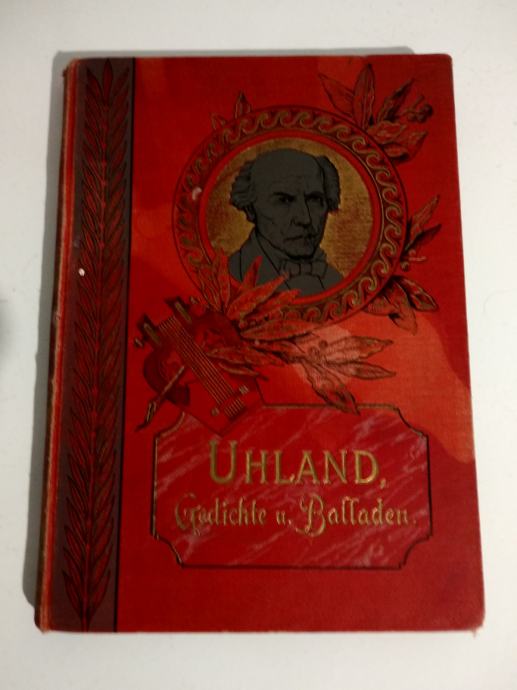 UHLAND,
Gedichte u. Balladen.